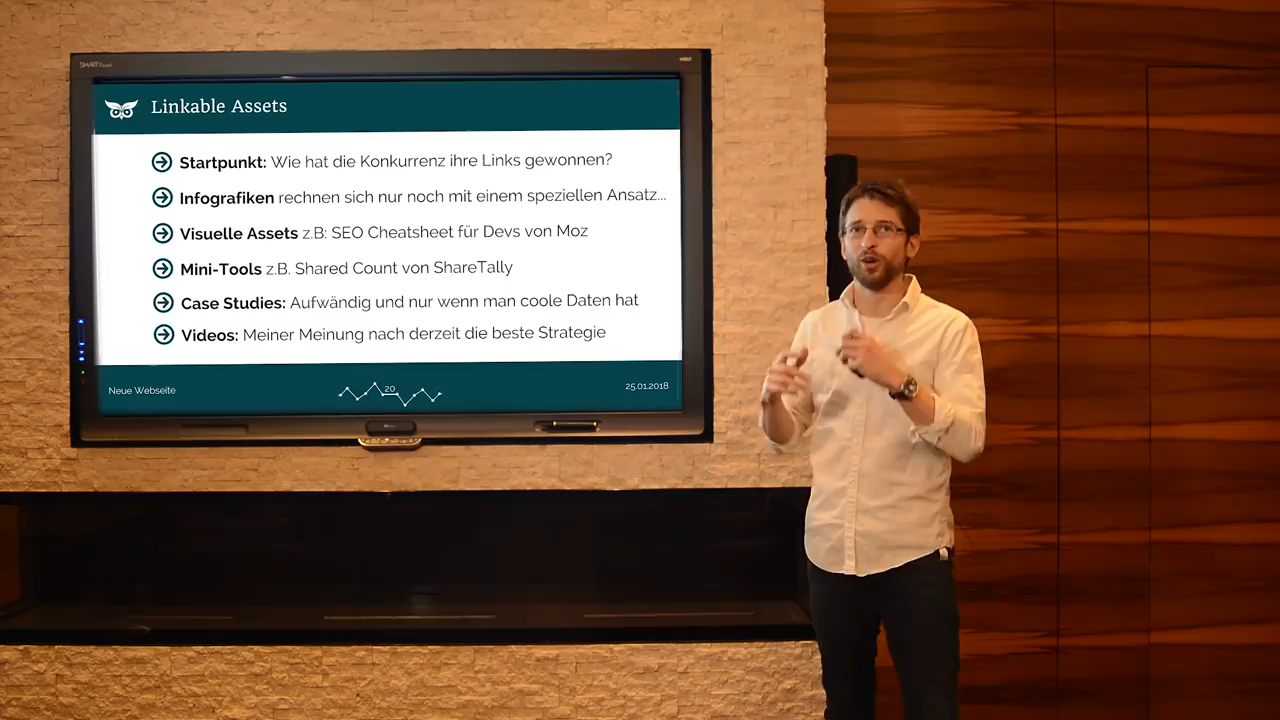 SMART Board
Linkable Assets
Startpunkt: Wie hat die Konkurrenz ihre Links gewonnen?
Infografiken rechnen sich nur noch mit einem speziellen Ansatz...
Visuelle Assets z.B: SEO Cheatsheet für Devs von Moz
Mini-Tools z.B. Shared Count von ShareTally
Case Studies: Aufwändig und nur wenn man coole Daten hat
Videos: Meiner Meinung nach derzeit die beste Strategie
Neue Webseite
20
25.01.2018